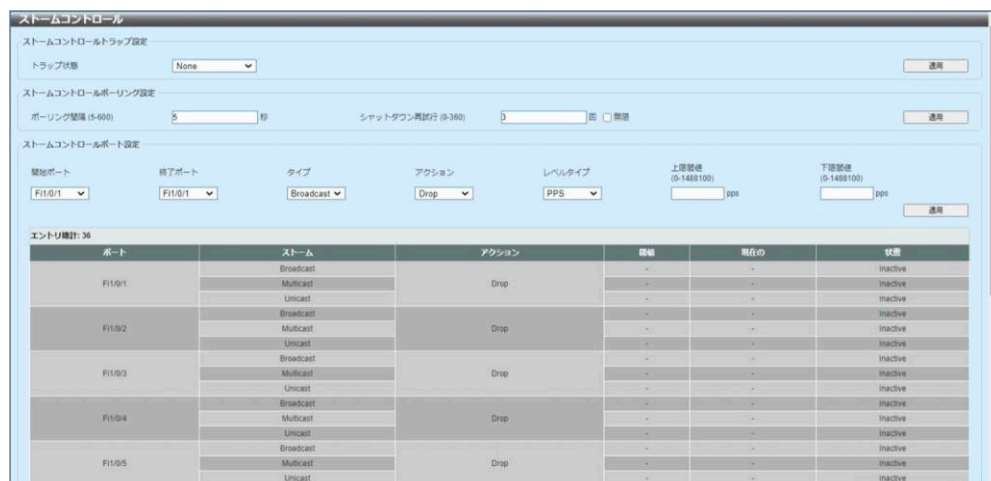 ストームコントロール
ストームコントロールトラップ設定
トラップ状態 None 適用
ストームコントロールポーリング設定
ポーリング間隔 (5-600) 5 秒 シャットダウン再試行 (0-360) 3 回 無限 適用
ストームコントロールポート設定
開始ポート 終了ポート タイプ アクション レベルタイプ 上限閾値 (0-1488100) 下限閾値 (0-1488100)
Fi1/0/1 Fi1/0/1 Broadcast Drop PPS pps pps
適用
エントリ総計: 36
ポート ストーム アクション 閾値 現在の 状態
Fi1/0/1 Broadcast Drop - - Inactive
Multicast - - Inactive
Unicast - - Inactive
Fi1/0/2 Broadcast Drop - - Inactive
Multicast - - Inactive
Unicast - - Inactive
Fi1/0/3 Broadcast Drop - - Inactive
Multicast - - Inactive
Unicast - - Inactive
Fi1/0/4 Broadcast Drop - - Inactive
Multicast - - Inactive
Unicast - - Inactive
Fi1/0/5 Broadcast Drop - - Inactive
Multicast - - Inactive
Unicast - - Inactive